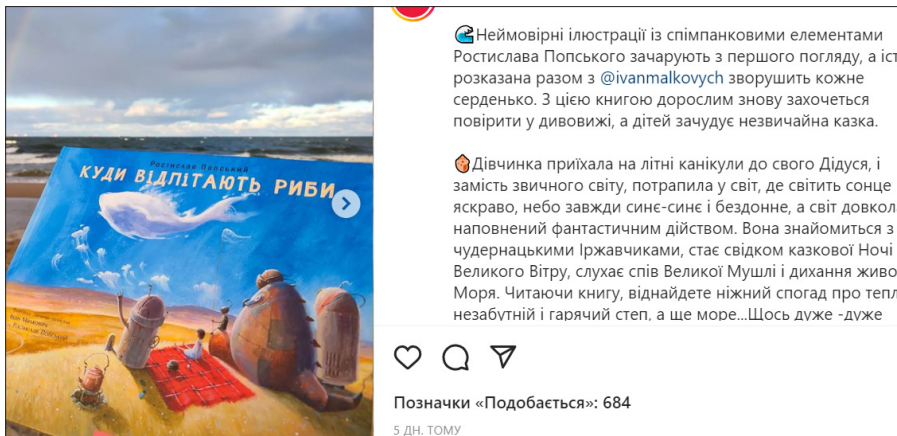 Ростислав Попський
КУДИ ВІДЛІТАЮТЬ РИБИ
Неймовірні ілюстрації із спімпанковими елементами
Ростислава Попського зачарують з першого погляду, а іст
розказана разом з @ivanmalkovych зворушить кожне
серденько. З цією книгою дорослим знову захочеться
повірити у дивовижі, а дітей зачудує незвичайна казка.
Дівчинка приїхала на літні канікули до свого Дідуся, і
замість звичного світу, потрапила у світ, де світить сонце
яскраво, небо завжди синє-синє і бездонне, а світ довкол
наповнений фантастичним дійством. Вона знайомиться з
чудернацькими Іржавчиками, стає свідком казкової Ночі
Великого Вітру, слухає спів Великої Мушлі і дихання живо
Моря. Читаючи книгу, віднайдете ніжний спогад про тепл
незабутній і гарячий степ, а ще море...Щось дуже -дуже
Позначки «Подобається»: 684
5 ДН. ТОМУ